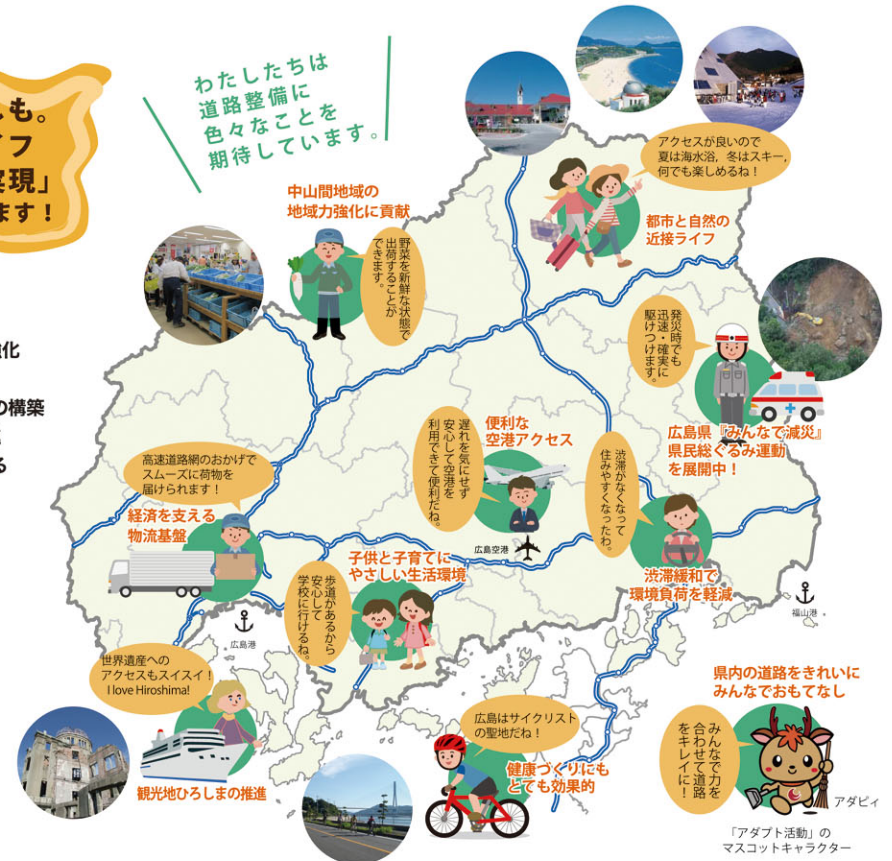 しも。
イフ
実現」
ます！
わたしたちは
道路整備に
色々なことを
期待しています。
アクセスが良いので
夏は海水浴，冬はスキー，
何でも楽しめるね！
都市と自然の
近接ライフ
中山間地域の
地域力強化に貢献
野菜を新鮮な状態で
出荷することが
できます。
発災時でも
迅速・確実に
駆けつけます。
広島県『みんなで減災』
県民総ぐるみ運動
を展開中！
化
の構築
る
便利な
空港アクセス
遅れを気にせず
安心して空港を
利用できて便利だね。
広島空港
渋滞がなくなって
住みやすくなったわ。
渋滞緩和で
環境負荷を軽減
福山港
高速道路網のおかげで
スムーズに荷物を
届けられます！
経済を支える
物流基盤
子供と子育てに
やさしい生活環境
歩道があるから
安心して
学校に行けるね。
広島港
世界遺産への
アクセスもスイスイ！
I love Hiroshima!
観光地ひろしまの推進
広島はサイクリスト
の聖地だね！
健康づくりにも
とても効果的
県内の道路をきれいに
みんなでおもてなし
みんなで力を
合わせて道路
をキレイに！
アダピィ
「アダプト活動」の
マスコットキャラクター